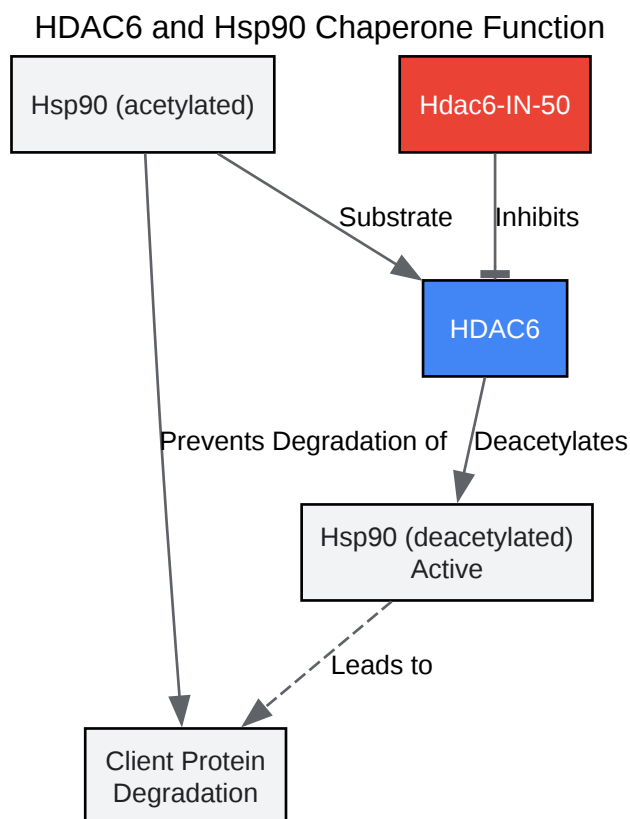 HDAC6 and Hsp90 Chaperone Function
Hsp90 (acetylated)
Hdac6-IN-50
Substrate
Inhibits
HDAC6
Prevents Degradation of
Deacetylates
Hsp90 (deacetylated)
Active
Leads to
Client Protein
Degradation